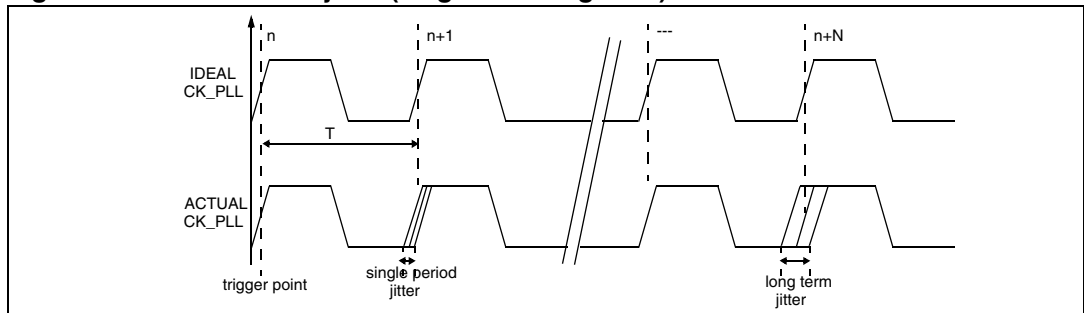 n
n+1
---
n+N
IDEAL
CK_PLL
T
ACTUAL
CK_PLL
trigger point
single period
jitter
long term
jitter